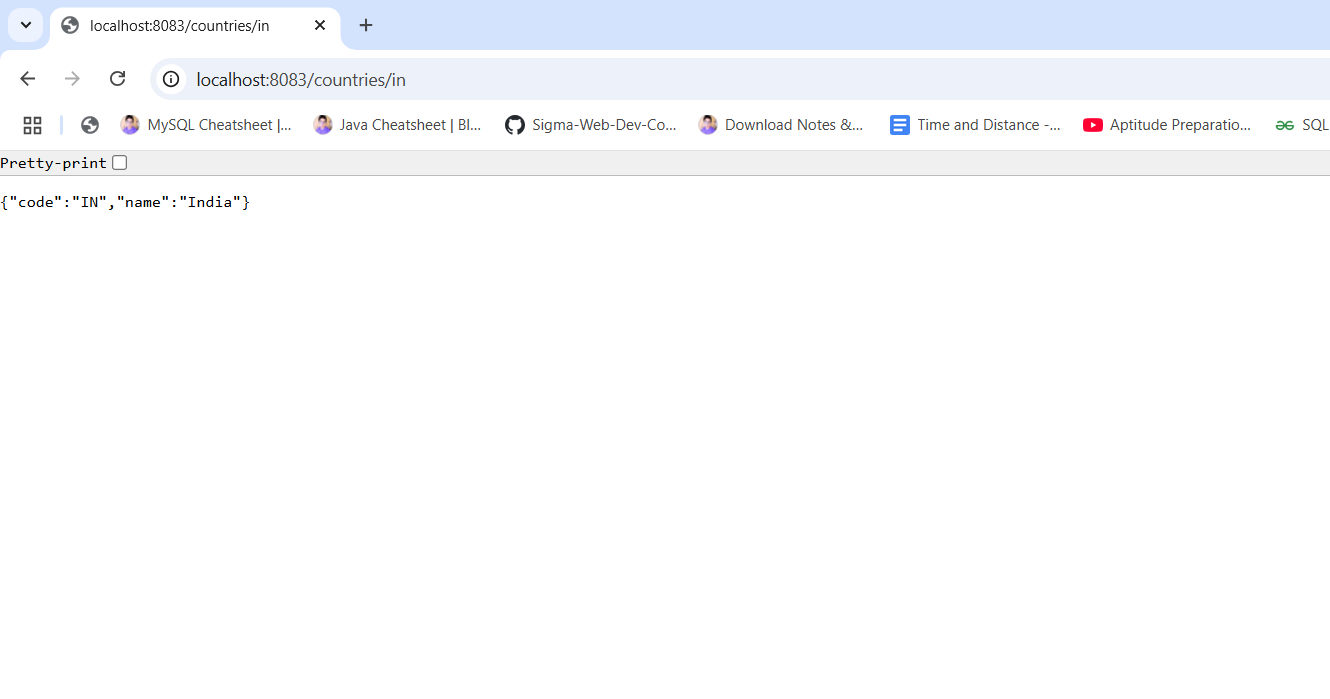 localhost:8083/countries/in
localhost:8083/countries/in
MySQL Cheatsheet |... Java Cheatsheet | Bl... Sigma-Web-Dev-Co... Download Notes &... Time and Distance -... Aptitude Preparatio... SQL
Pretty-print
{"code":"IN","name":"India"}